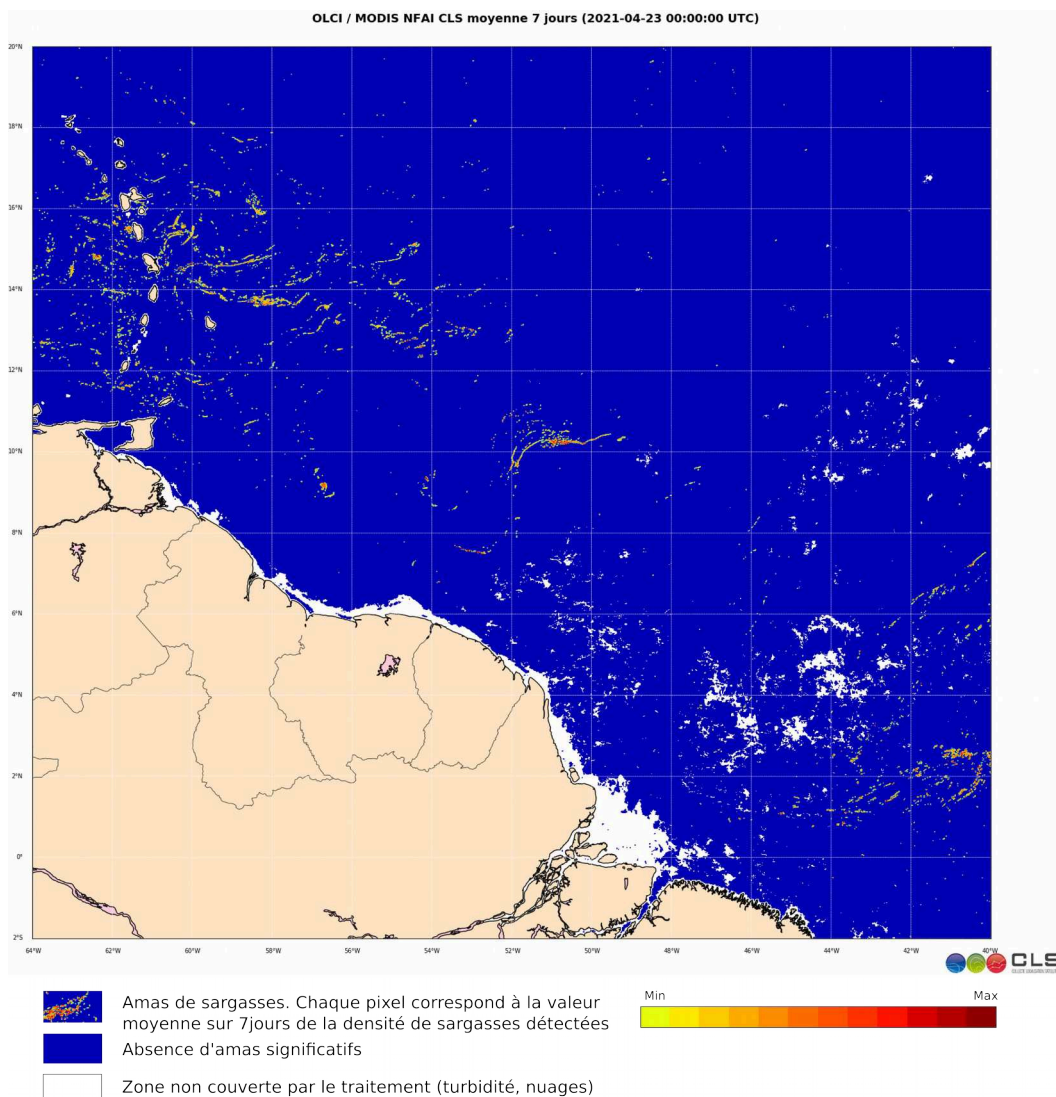 OLCI / MODIS NFAI CLS moyenne 7 jours (2021-04-23 00:00:00 UTC)
20°N
18°N
16°N
14°N
12°N
10°N
8°N
6°N
4°N
2°N
0°
2°S
64°W 62°W 60°W 58°W 56°W 54°W 52°W 50°W 48°W 46°W 44°W 42°W 40°W
CLS
Amas de sargasses. Chaque pixel correspond à la valeur
moyenne sur 7jours de la densité de sargasses détectées
Min Max
Absence d'amas significatifs
Zone non couverte par le traitement (turbidité, nuages)